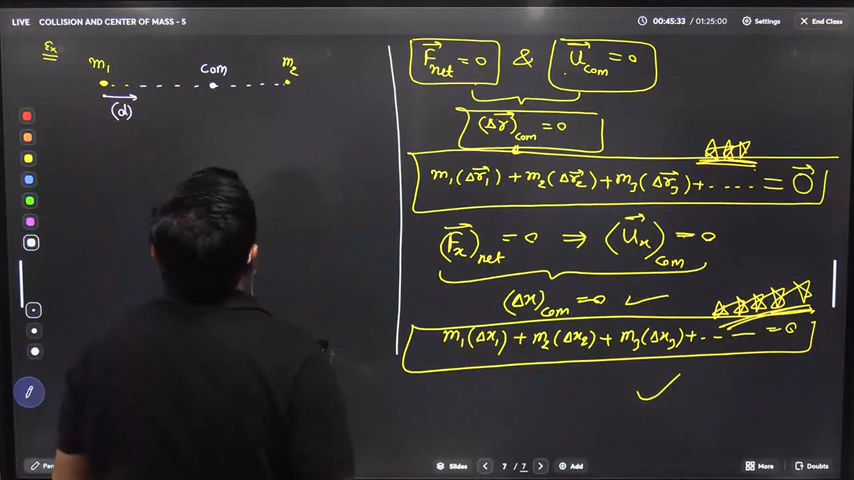 LIVE COLLISION AND CENTER OF MASS - 5
00:45:33 / 01:25:00 Settings End Class
Ex
m₁ Com m₂
(d)
F⃗net = 0 & U⃗com = 0
(Δr⃗)com = 0
m₁(Δr⃗₁) + m₂(Δr⃗₂) + m₃(Δr⃗₃) + ..... = 0⃗
(F⃗x)net = 0 ⇒ (U⃗x)com = 0
(Δx)com = 0 ✓
m₁(Δx₁) + m₂(Δx₂) + m₃(Δx₃) + ..... = 0
Pen Slides 7 / 7 Add More Doubts